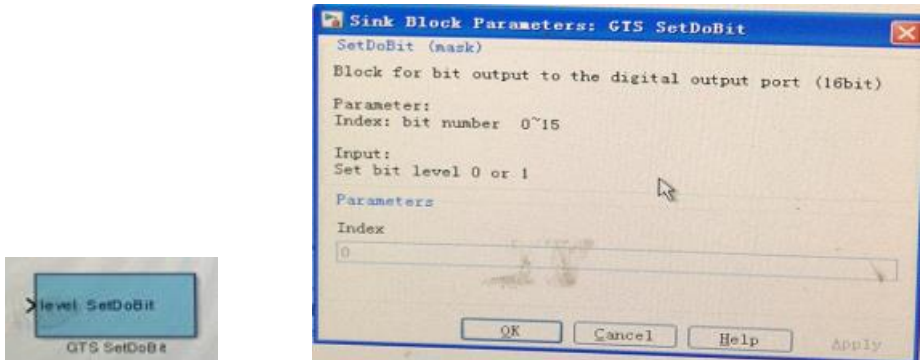 Sink Block Parameters: GTS SetDoBit
SetDoBit (mask)
Block for bit output to the digital output port (16bit)
Parameter:
Index: bit number 0~15
Input:
Set bit level 0 or 1
Parameters
Index
0
OK Cancel Help Apply
level SetDoBit
GTS SetDoBit